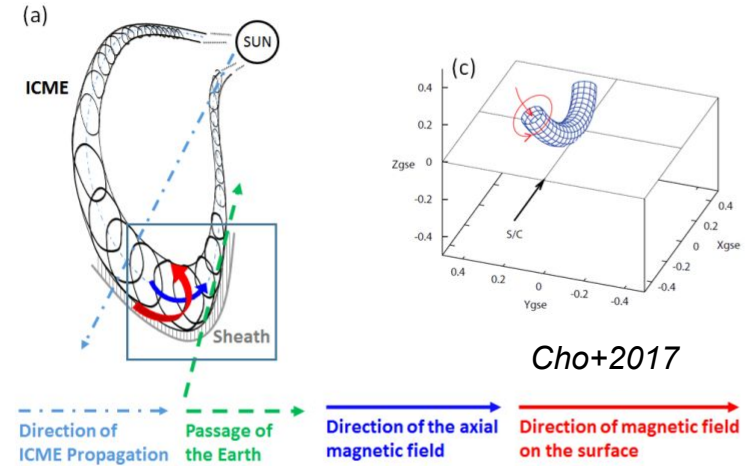 (a)
SUN
ICME
Sheath
(c)
0.4
0.2
Zgse 0
-0.2
-0.4
S/C
0.4 0.2 0 -0.2 -0.4
Ygse
0.4
0.2
0 Xgse
-0.2
-0.4
Cho+2017
Direction of
ICME Propagation
Passage of
the Earth
Direction of the axial
magnetic field
Direction of magnetic field
on the surface